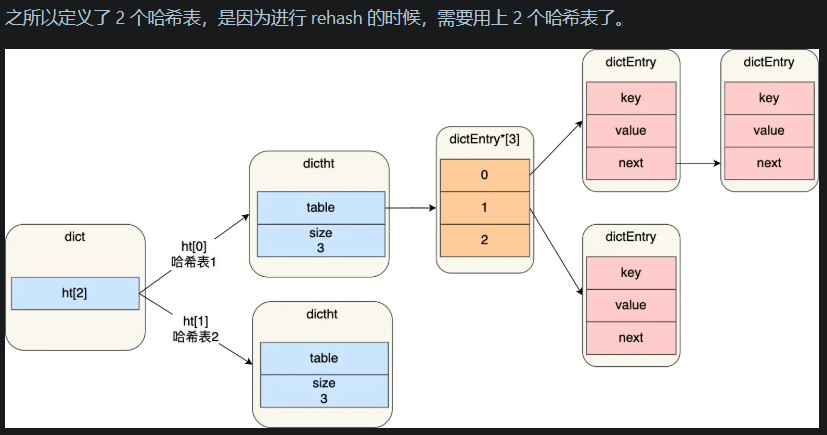 之所以定义了 2 个哈希表，是因为进行 rehash 的时候，需要用上 2 个哈希表了。
dict
ht[2]
ht[0]
哈希表1
ht[1]
哈希表2
dictht
table
size
3
dictht
table
size
3
dictEntry*[3]
0
1
2
dictEntry
key
value
next
dictEntry
key
value
next
dictEntry
key
value
next